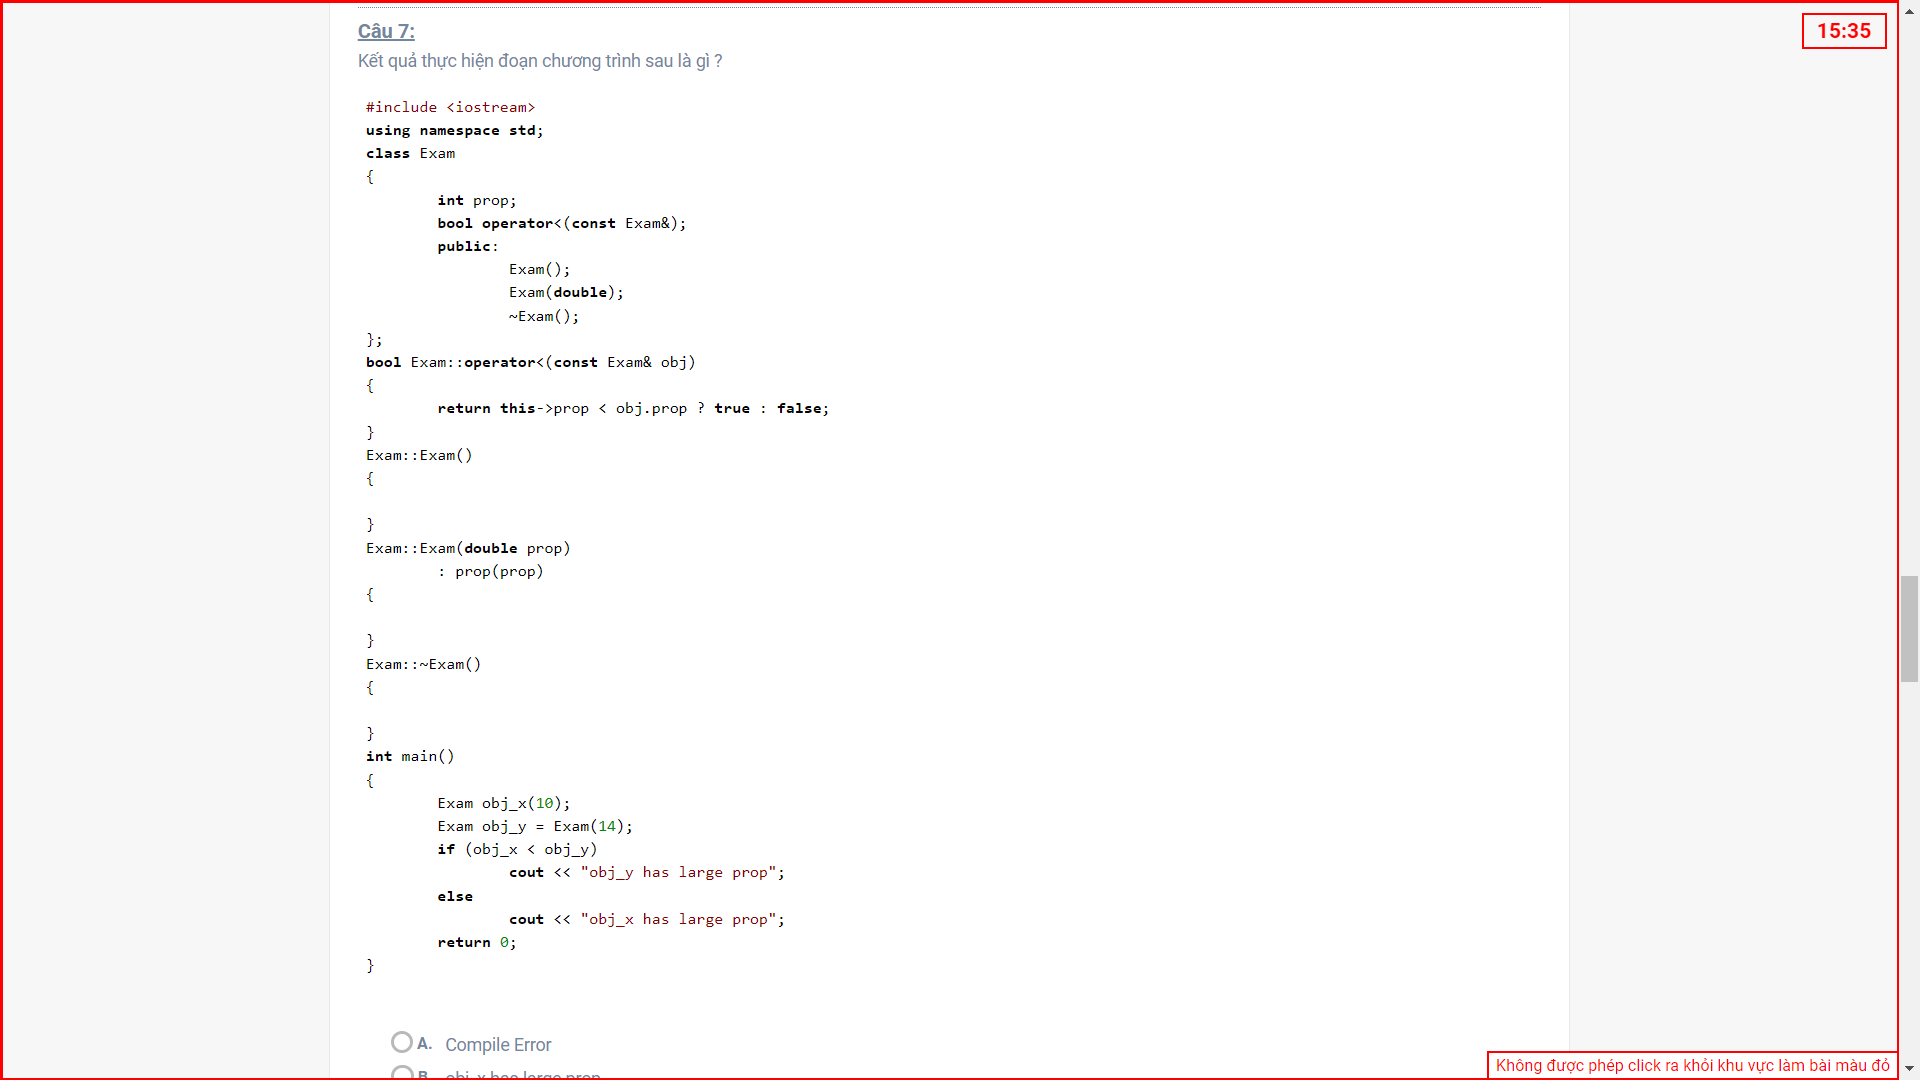 Câu 7:
15:35
Kết quả thực hiện đoạn chương trình sau là gì ?
#include <iostream>
using namespace std;
class Exam
{
        int prop;
        bool operator<(const Exam&);
        public:
                Exam();
                Exam(double);
                ~Exam();
};
bool Exam::operator<(const Exam& obj)
{
        return this->prop < obj.prop ? true : false;
}
Exam::Exam()
{
}
Exam::Exam(double prop)
        : prop(prop)
{
}
Exam::~Exam()
{
}
int main()
{
        Exam obj_x(10);
        Exam obj_y = Exam(14);
        if (obj_x < obj_y)
                cout << "obj_y has large prop";
        else
                cout << "obj_x has large prop";
        return 0;
}
A. Compile Error
B. obj_x has large prop
Không được phép click ra khỏi khu vực làm bài màu đỏ